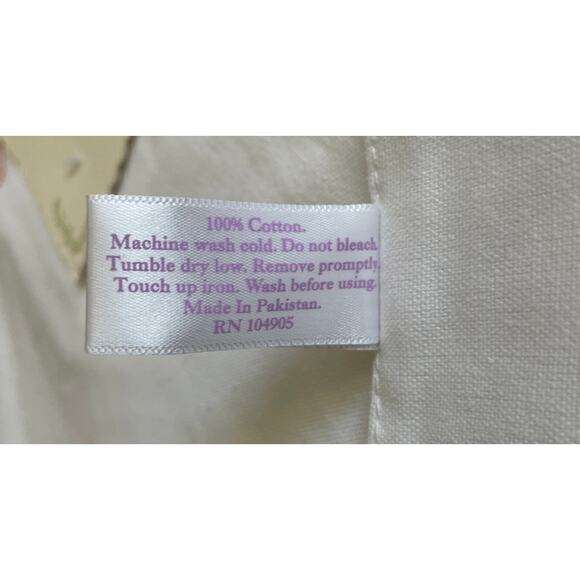 100% Cotton.
Machine wash cold. Do not bleach.
Tumble dry low. Remove promptly.
Touch up iron. Wash before using.
Made In Pakistan.
RN 104905